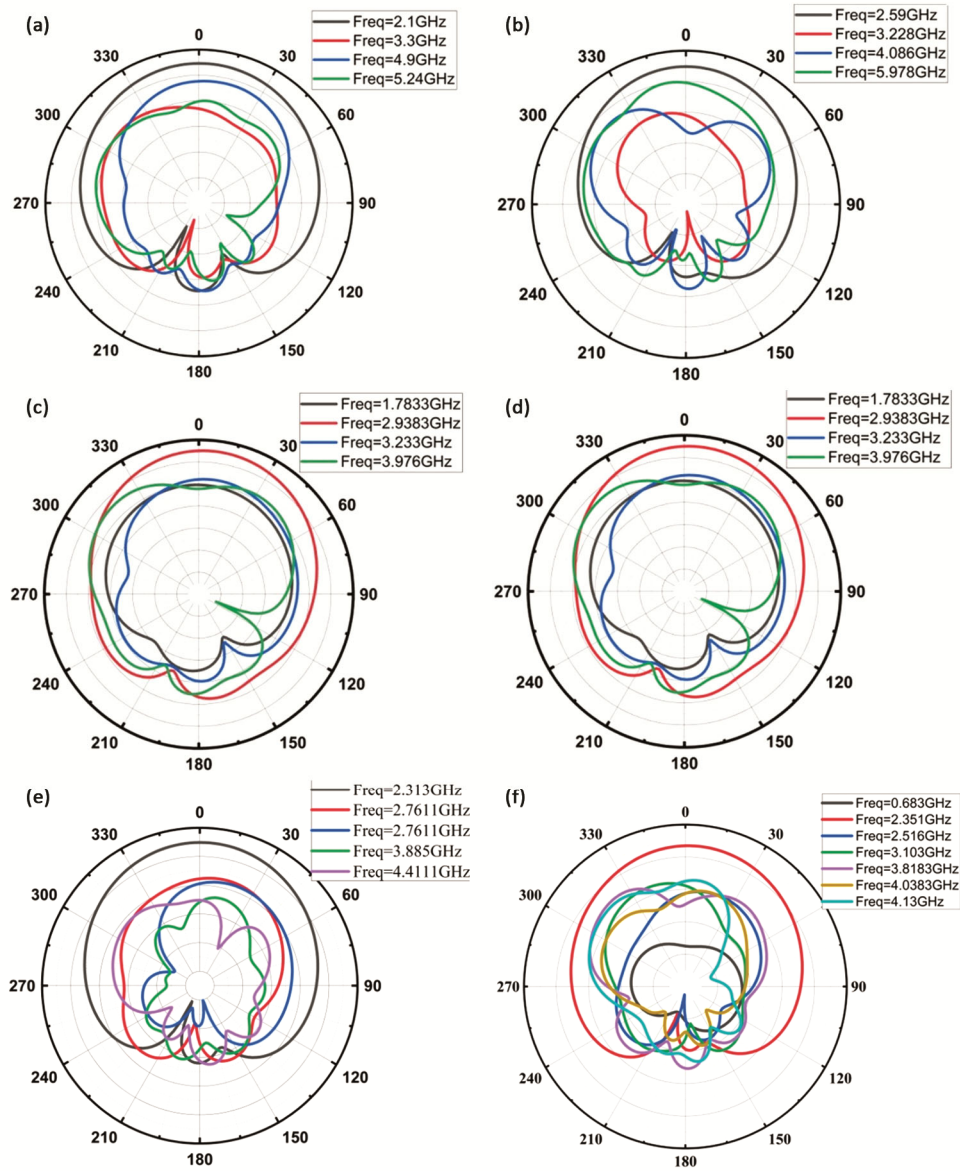 (a)
Freq=2.1GHz
Freq=3.3GHz
Freq=4.9GHz
Freq=5.24GHz
0
30
60
90
120
150
180
210
240
270
300
330
(b)
Freq=2.59GHz
Freq=3.228GHz
Freq=4.086GHz
Freq=5.978GHz
0
30
60
90
120
150
180
210
240
270
300
330
(c)
Freq=1.7833GHz
Freq=2.9383GHz
Freq=3.233GHz
Freq=3.976GHz
0
30
60
90
120
150
180
210
240
270
300
330
(d)
Freq=1.7833GHz
Freq=2.9383GHz
Freq=3.233GHz
Freq=3.976GHz
0
30
60
90
120
150
180
210
240
270
300
330
(e)
Freq=2.313GHz
Freq=2.7611GHz
Freq=2.7611GHz
Freq=3.885GHz
Freq=4.4111GHz
0
30
60
90
120
150
180
210
240
270
300
330
(f)
Freq=0.683GHz
Freq=2.351GHz
Freq=2.516GHz
Freq=3.103GHz
Freq=3.8183GHz
Freq=4.0383GHz
Freq=4.13GHz
0
30
60
90
120
150
180
210
240
270
300
330